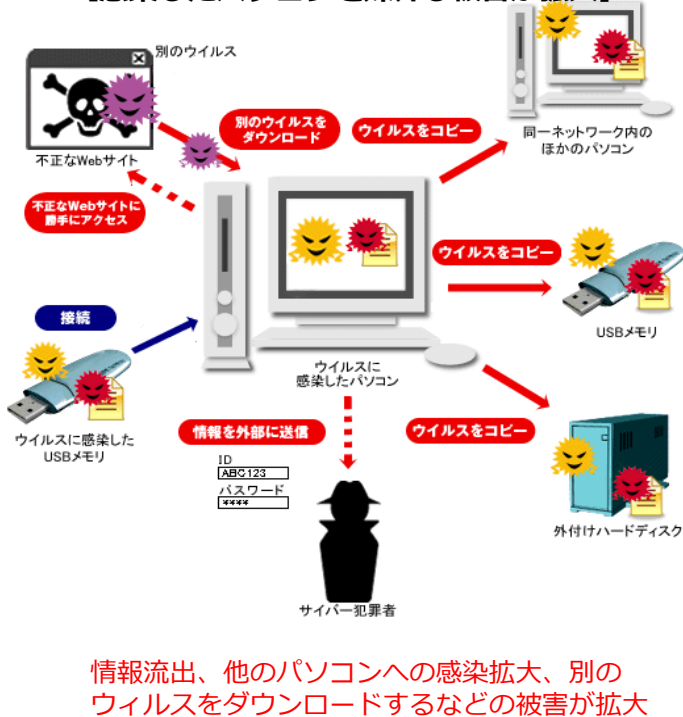 別のウイルス
不正なWebサイト
別のウイルスを
ダウンロード
ウイルスをコピー
同一ネットワーク内の
ほかのパソコン
不正なWebサイトに
勝手にアクセス
ウイルスをコピー
USBメモリ
接続
ウイルスに感染した
USBメモリ
ウイルスに
感染したパソコン
情報を外部に送信
ID
ABC123
パスワード
****
ウイルスをコピー
外付けハードディスク
サイバー犯罪者
情報流出、他のパソコンへの感染拡大、別の
ウィルスをダウンロードするなどの被害が拡大